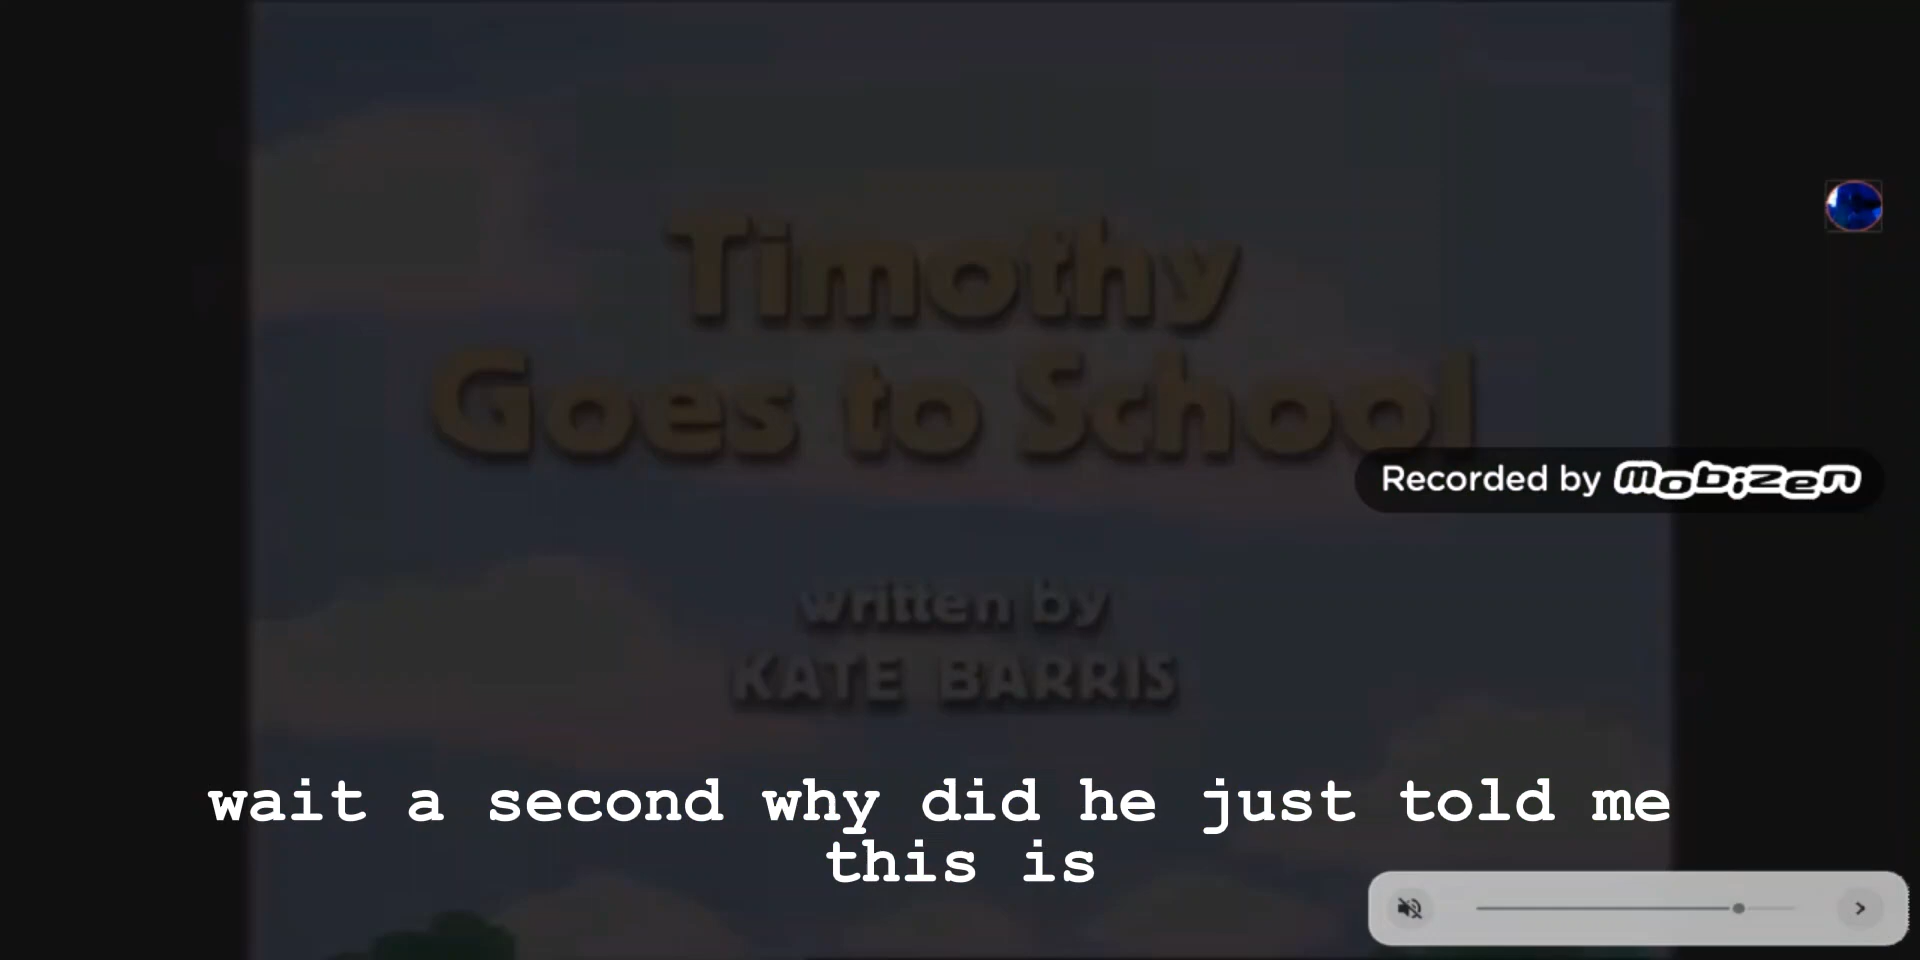 Timothy
Goes to School
Recorded by mobizen
written by
KATE BARRIS
wait a second why did he just told me
this is